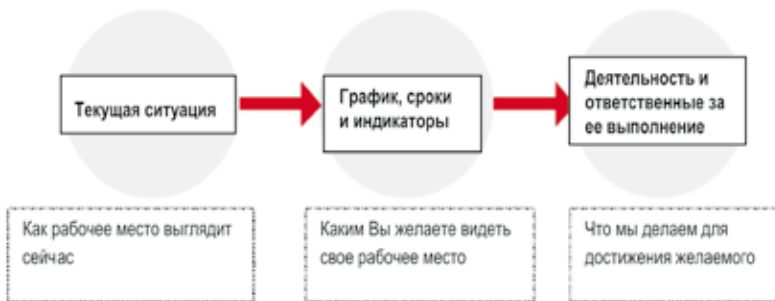 Текущая ситуация
График, сроки
и индикаторы
Деятельность и
ответственные за
ее выполнение
Как рабочее место выглядит
сейчас
Каким Вы желаете видеть
свое рабочее место
Что мы делаем для
достижения желаемого